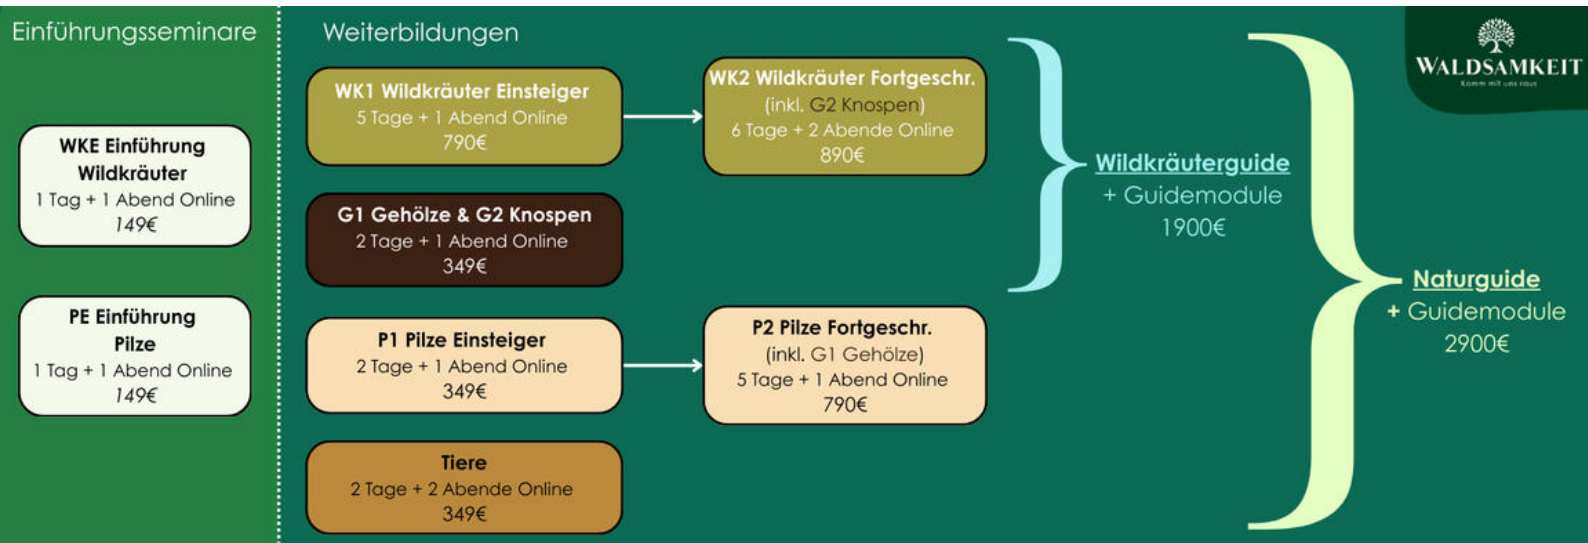 Einführungsseminare
WKE Einführung
Wildkräuter
1 Tag + 1 Abend Online
149€
PE Einführung
Pilze
1 Tag + 1 Abend Online
149€
Weiterbildungen
WK1 Wildkräuter Einsteiger
5 Tage + 1 Abend Online
790€
WK2 Wildkräuter Fortgeschr.
(inkl. G2 Knospen)
6 Tage + 2 Abende Online
890€
G1 Gehölze & G2 Knospen
2 Tage + 1 Abend Online
349€
P1 Pilze Einsteiger
2 Tage + 1 Abend Online
349€
P2 Pilze Fortgeschr.
(inkl. G1 Gehölze)
5 Tage + 1 Abend Online
790€
Tiere
2 Tage + 2 Abende Online
349€
Wildkräuterguide
+ Guidemodule
1900€
Naturguide
+ Guidemodule
2900€
WALDSAMKEIT
Komm mit uns raus